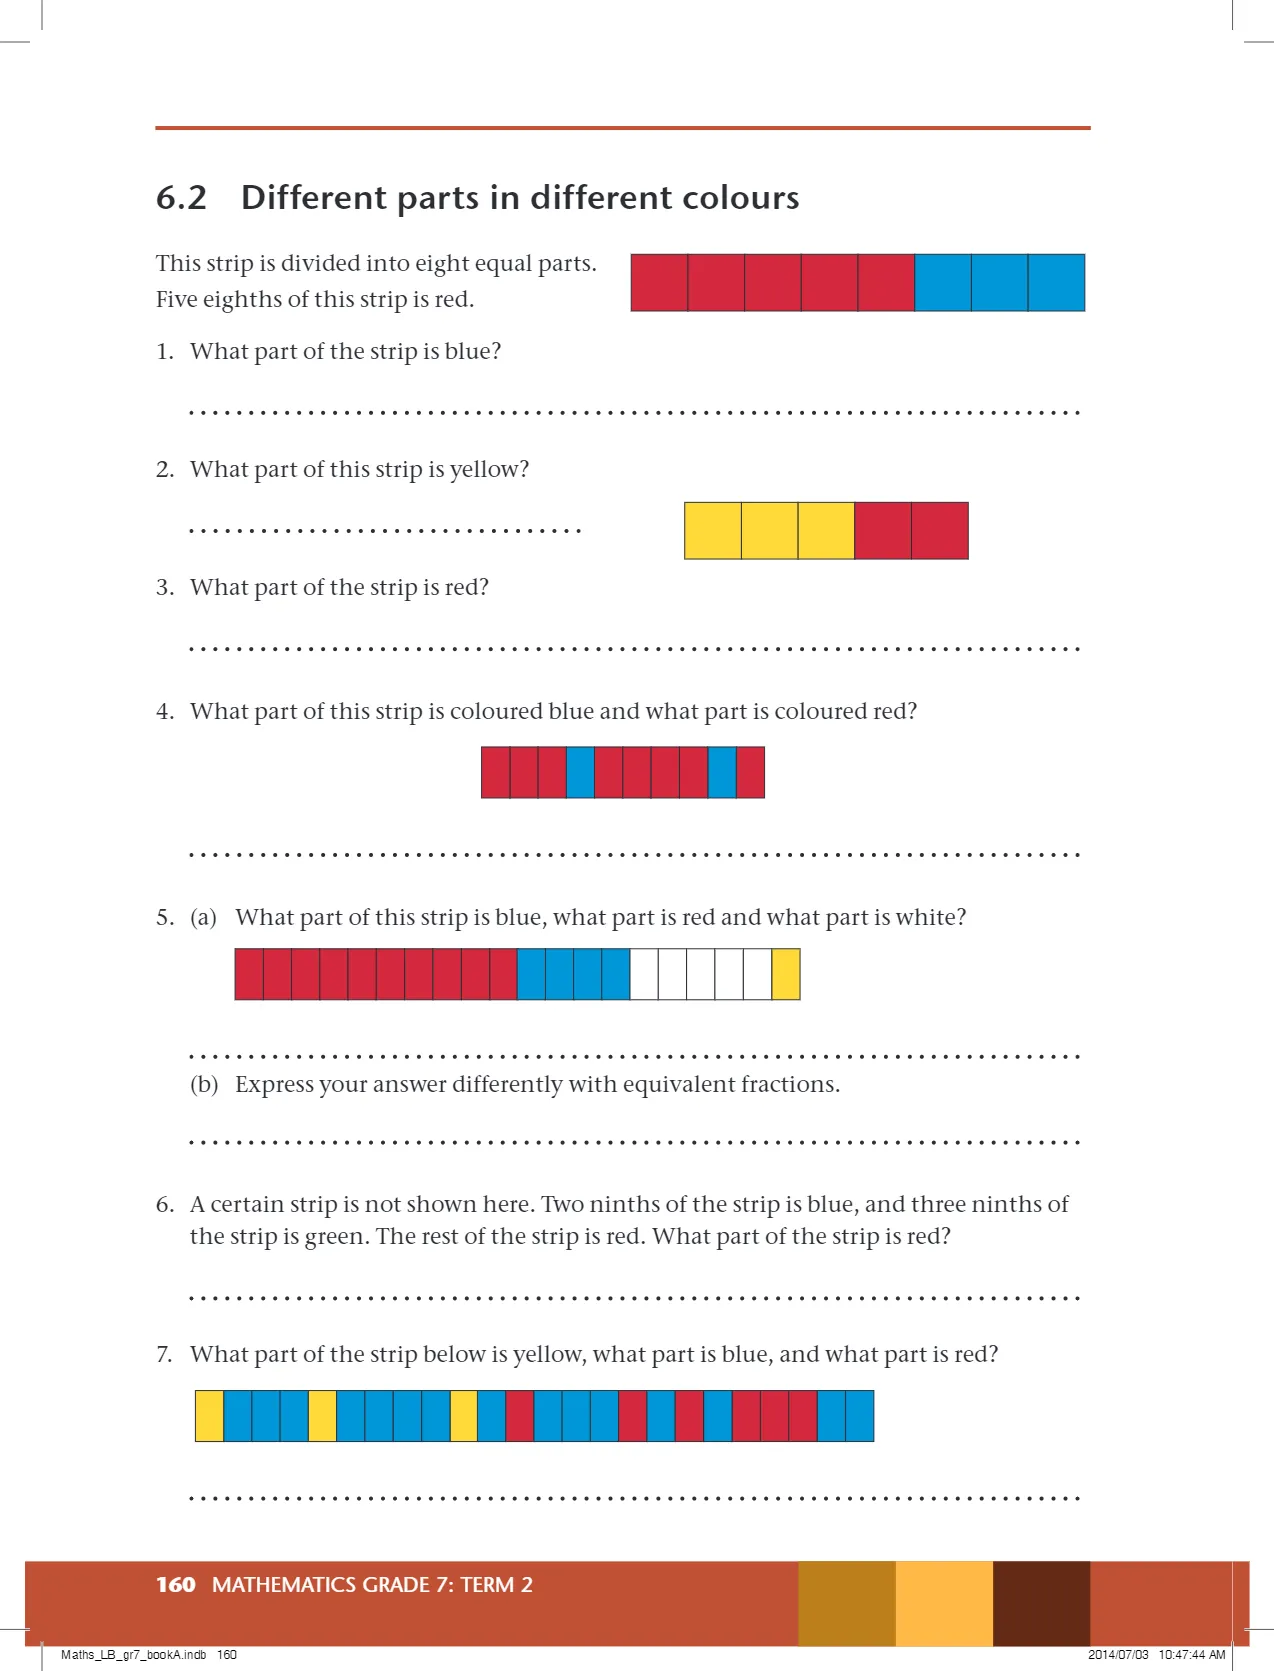 6.2 Different parts in different colours
This strip is divided into eight equal parts.
Five eighths of this strip is red.
1. What part of the strip is blue?
2. What part of this strip is yellow?
3. What part of the strip is red?
4. What part of this strip is coloured blue and what part is coloured red?
5. (a) What part of this strip is blue, what part is red and what part is white?
(b) Express your answer differently with equivalent fractions.
6. A certain strip is not shown here. Two ninths of the strip is blue, and three ninths of
the strip is green. The rest of the strip is red. What part of the strip is red?
7. What part of the strip below is yellow, what part is blue, and what part is red?
160 MATHEMATICS GRADE 7: TERM 2
Maths_LB_gr7_bookA.indb 160
2014/07/03 10:47:44 AM